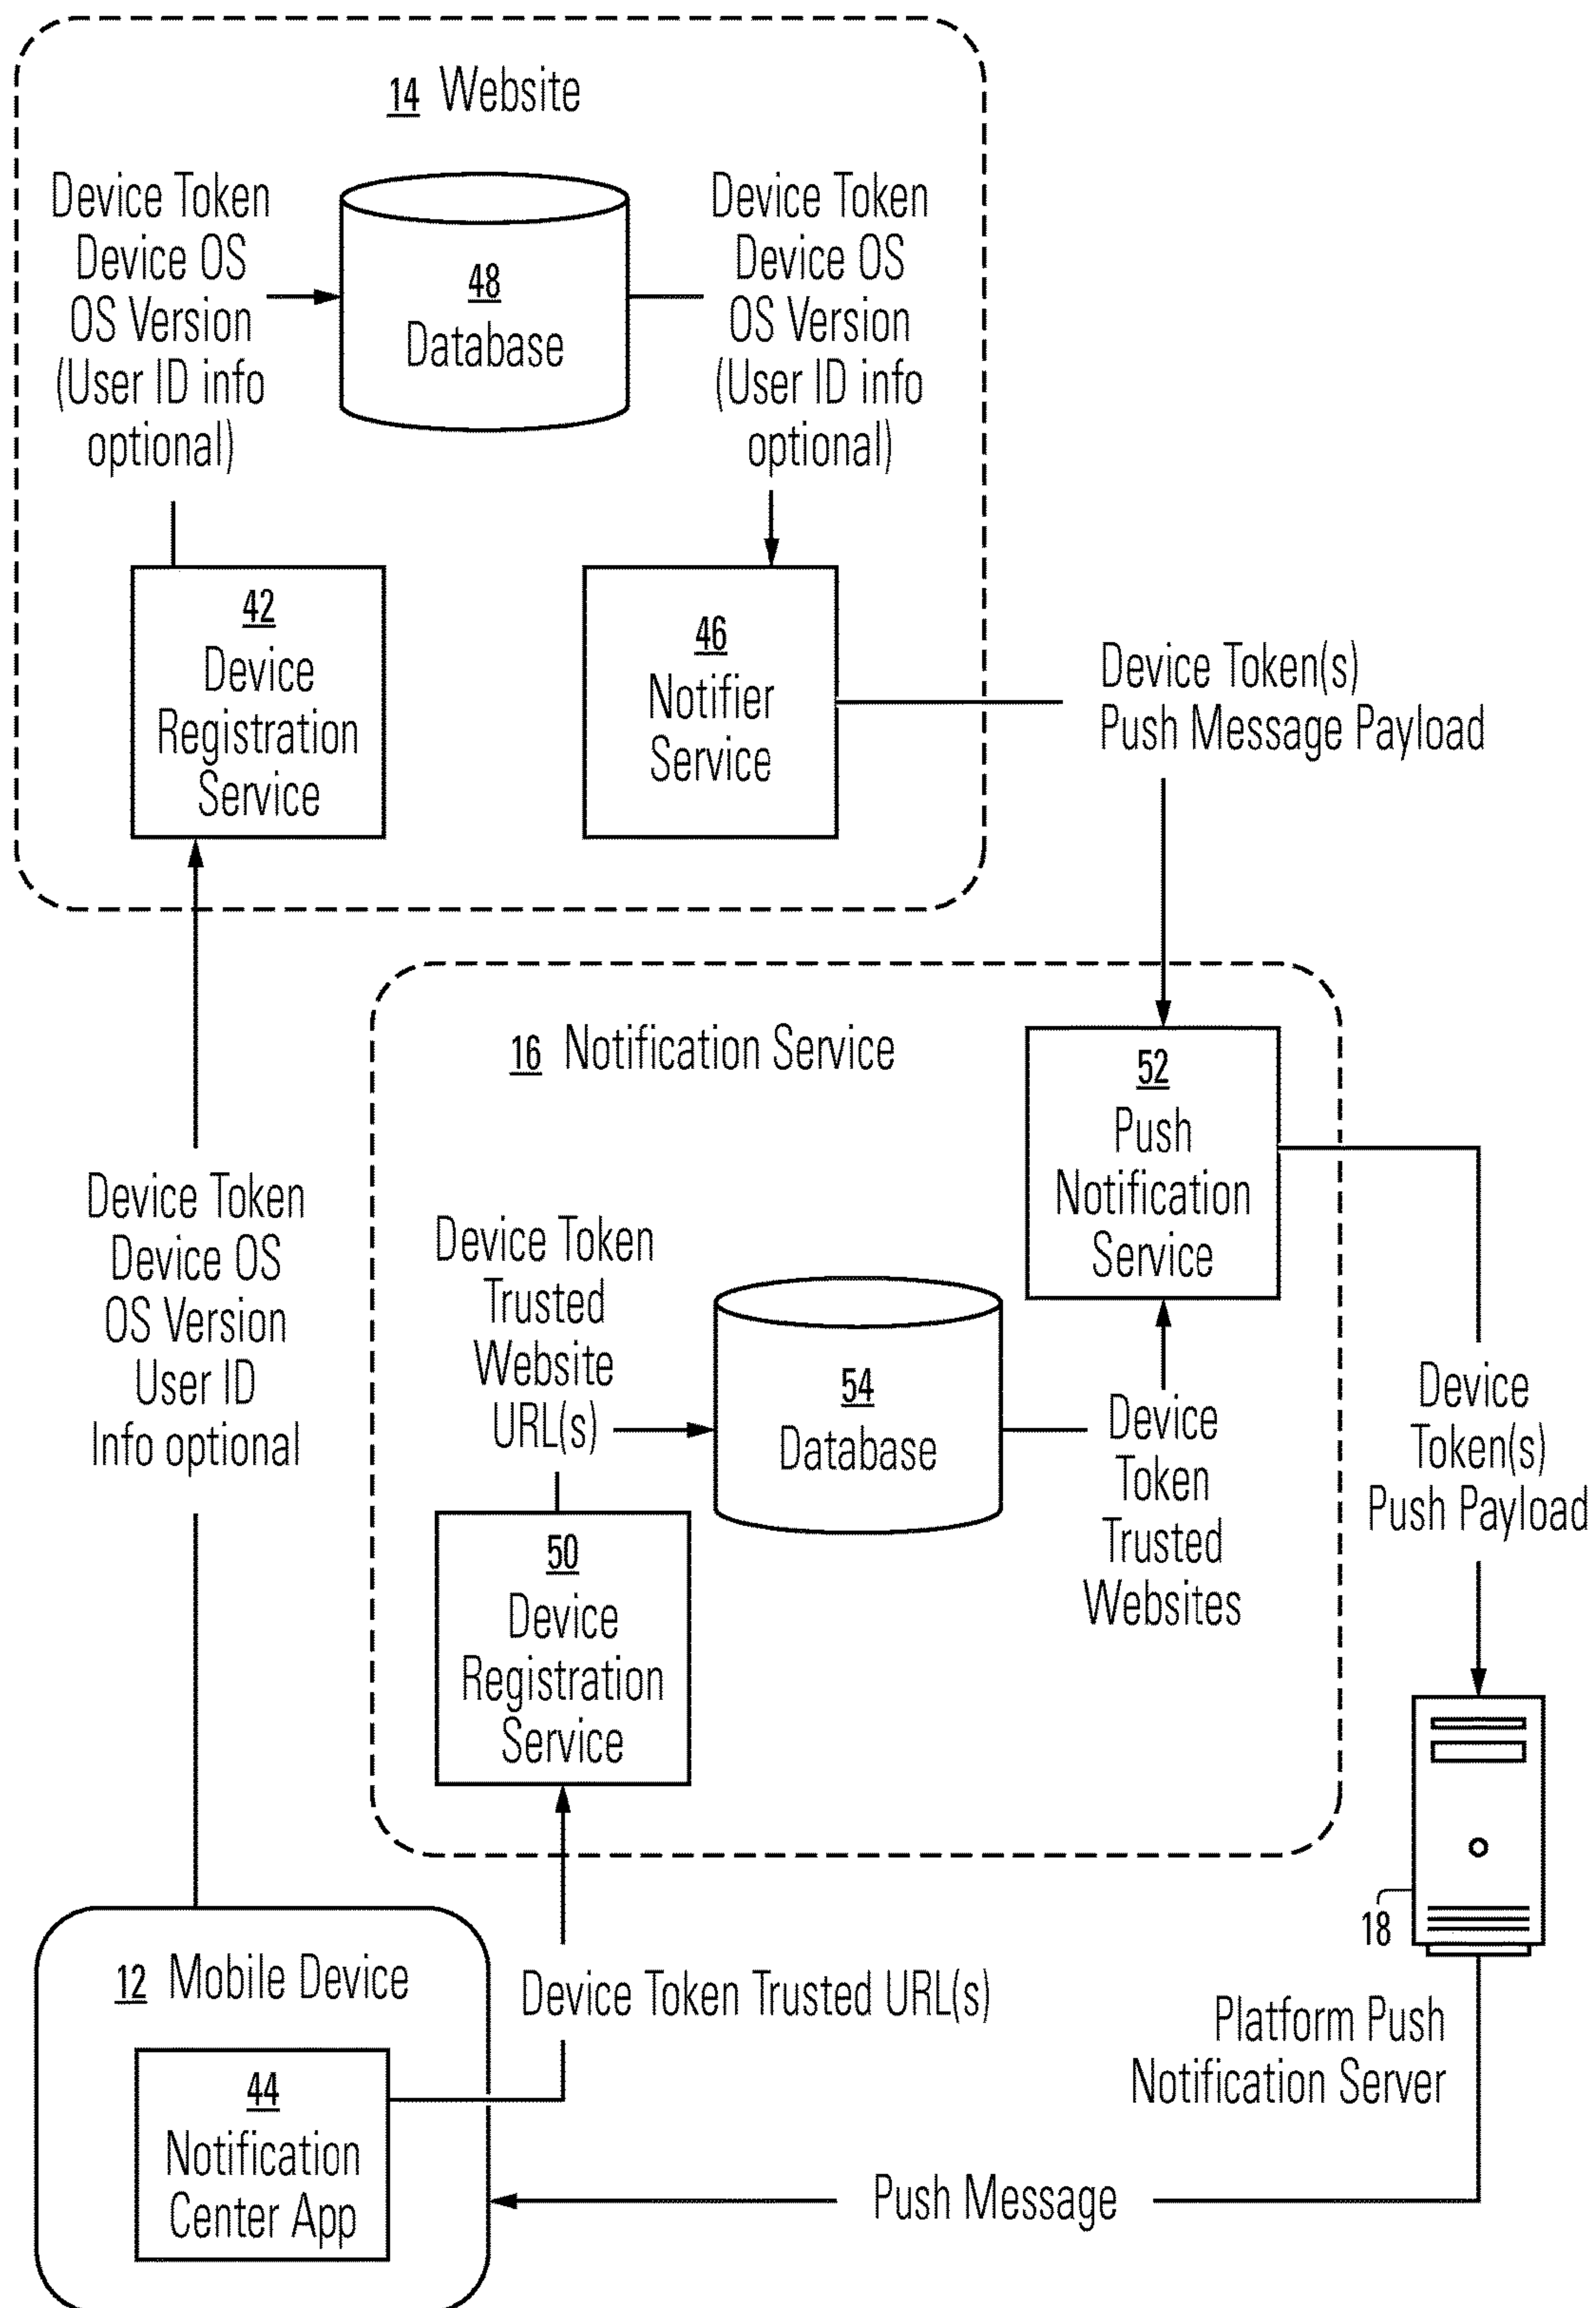 14 Website
Device Token
Device OS
OS Version
(User ID info
optional)
48
Database
Device Token
Device OS
OS Version
(User ID info
optional)
42
Device
Registration
Service
46
Notifier
Service
Device Token(s)
Push Message Payload
16 Notification Service
52
Push
Notification
Service
Device Token
Device OS
OS Version
User ID
Info optional
Device Token
Trusted
Website
URL(s)
54
Database
Device
Token
Trusted
Websites
Device
Token(s)
Push Payload
50
Device
Registration
Service
18
Platform Push
Notification Server
12 Mobile Device
Device Token Trusted URL(s)
44
Notification
Center App
Push Message